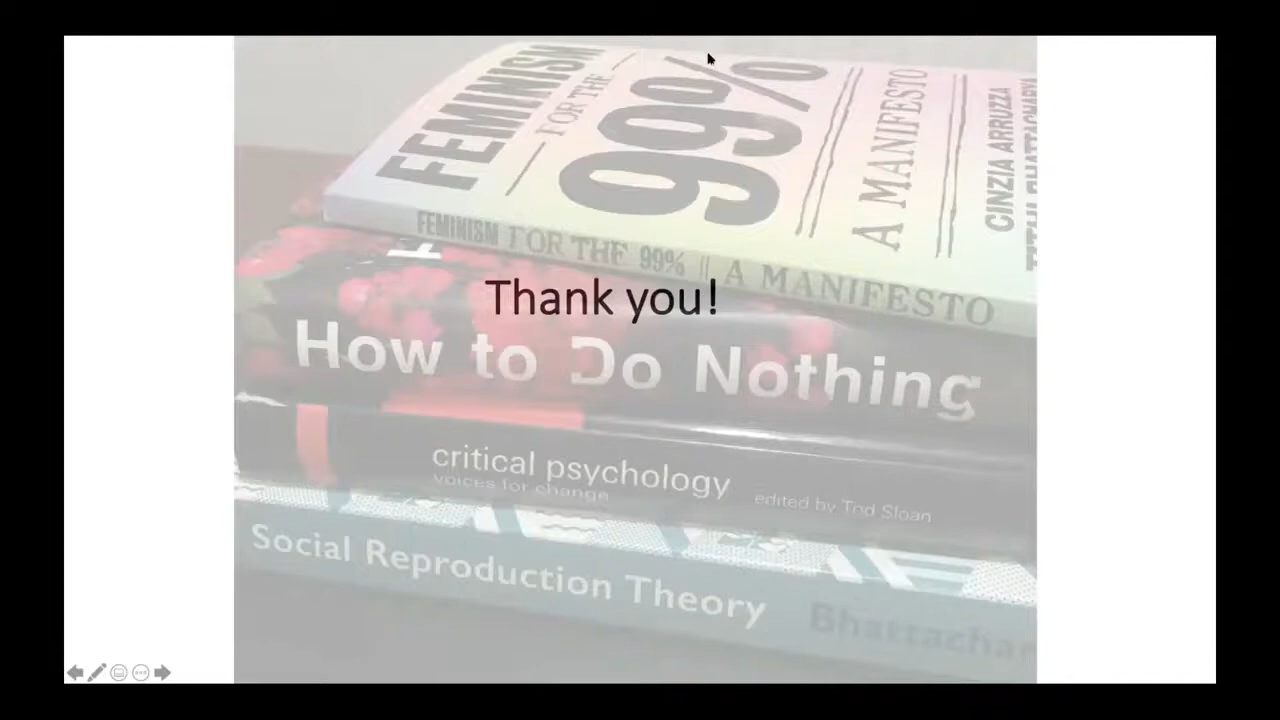 FEMINISM
FOR THE
99%
A MANIFESTO
CINZIA ARRUZZA
FEMINISM FOR THE 99% || A MANIFESTO
Thank you!
How to Do Nothing
critical psychology
voices for change
edited by Tod Sloan
Social Reproduction Theory